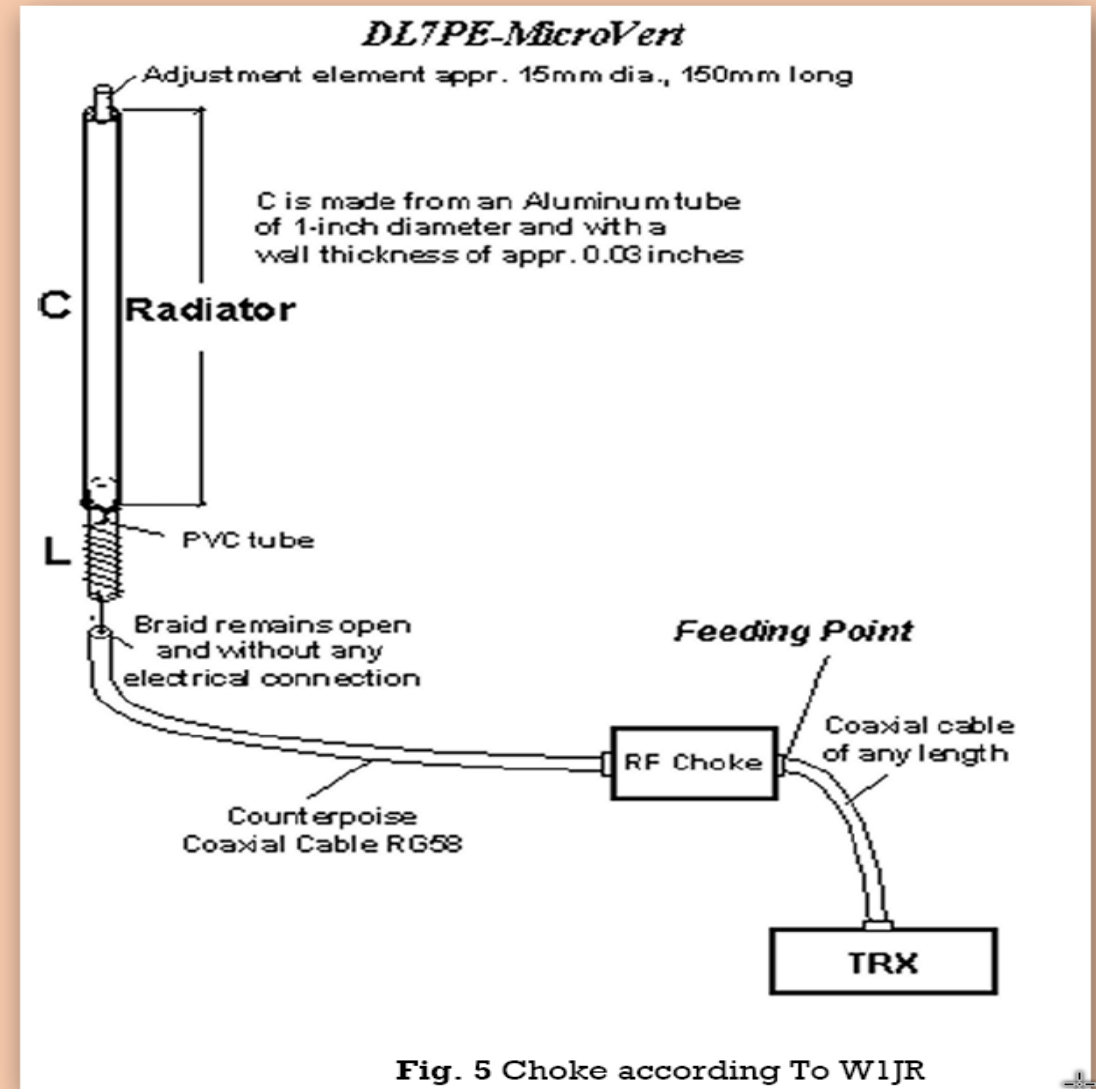 DL7PE-MicroVert
Adjustment element appr. 15mm dia., 150mm long
C is made from an Aluminum tube
of 1-inch diameter and with a
wall thickness of appr. 0.03 inches
C
Radiator
L
PVC tube
Braid remains open
and without any
electrical connection
Feeding Point
Coaxial cable
of any length
RF Choke
Counterpoise
Coaxial Cable RG58
TRX
Fig. 5 Choke according To W1JR